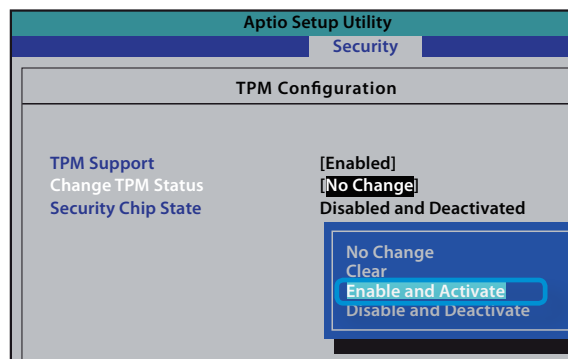 Aptio Setup Utility
Security
TPM Configuration
TPM Support [Enabled]
Change TPM Status [No Change]
Security Chip State Disabled and Deactivated
No Change
Clear
Enable and Activate
Disable and Deactivate